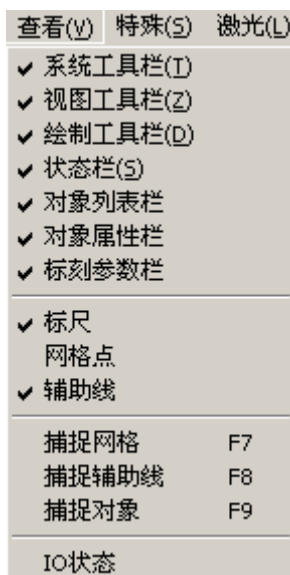 查看(V) 特殊(S) 激光(L)
系统工具栏(T)
视图工具栏(Z)
绘制工具栏(D)
状态栏(S)
对象列表栏
对象属性栏
标刻参数栏
标尺
网格点
辅助线
捕捉网格 F7
捕捉辅助线 F8
捕捉对象 F9
IO状态